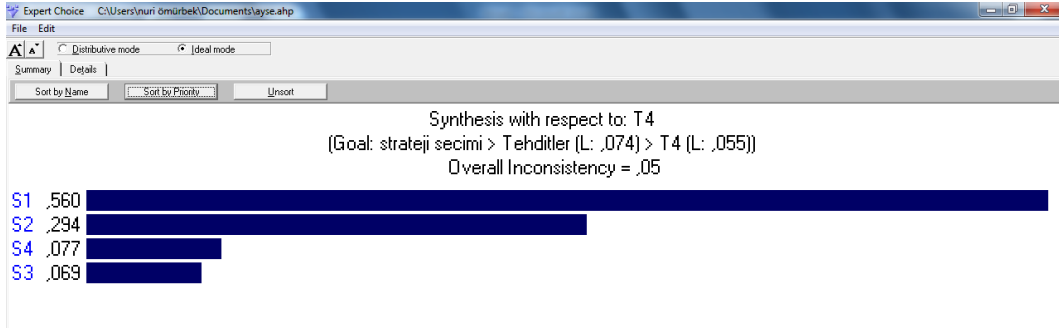 Expert Choice C:\Users\nuri ömürbek\Documents\ayse.ahp
File Edit
A A Distributive mode Ideal mode
Summary Details
Sort by Name Sort by Priority Unsort
Synthesis with respect to: T4
(Goal: strateji secimi > Tehditler (L: ,074) > T4 (L: ,055))
Overall Inconsistency = ,05
S1 ,560
S2 ,294
S4 ,077
S3 ,069